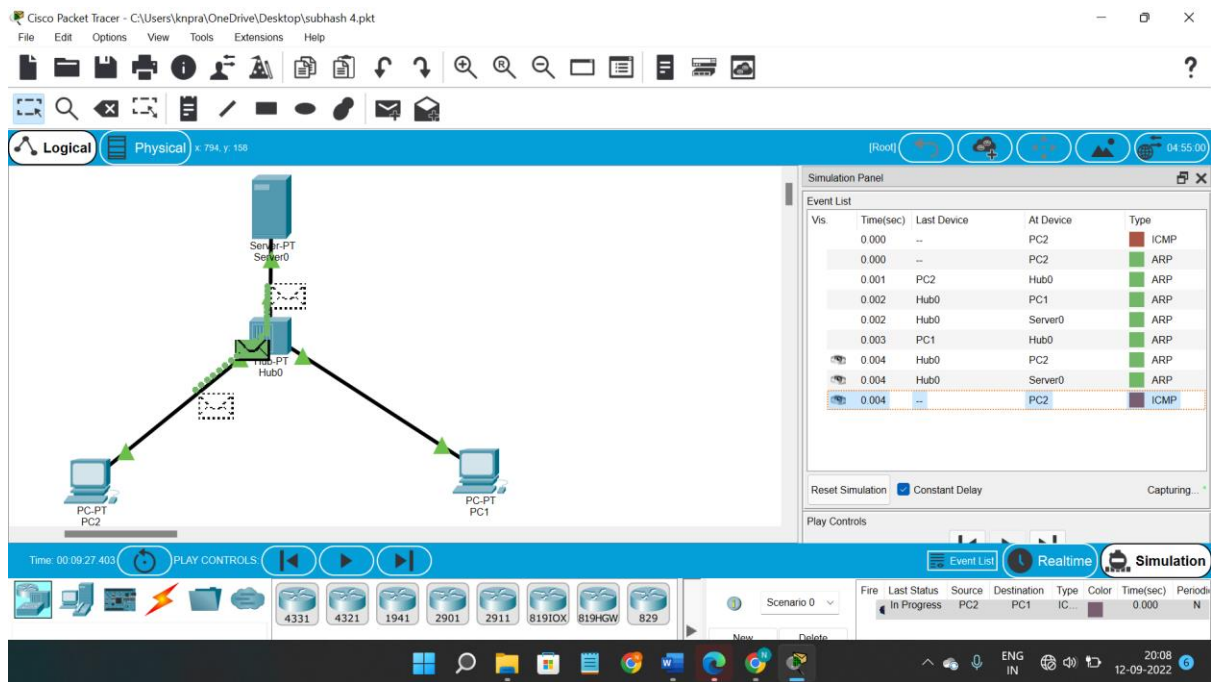 Cisco Packet Tracer - C:\Users\knpra\OneDrive\Desktop\subhash 4.pkt
File Edit Options View Tools Extensions Help
Logical Physical x: 794, y: 156 [Root] 04:55:00
Simulation Panel
Event List
Vis. Time(sec) Last Device At Device Type
0.000 -- PC2 ICMP
0.000 -- PC2 ARP
0.001 PC2 Hub0 ARP
0.002 Hub0 PC1 ARP
0.002 Hub0 Server0 ARP
0.003 PC1 Hub0 ARP
0.004 Hub0 PC2 ARP
0.004 Hub0 Server0 ARP
0.004 -- PC2 ICMP
Server-PT
Server0
Hub-PT
Hub0
PC-PT
PC2
PC-PT
PC1
Reset Simulation Constant Delay Capturing...
Play Controls
Time: 00:09:27.403 PLAY CONTROLS: Event List Realtime Simulation
4331 4321 1941 2901 2911 819IOX 819HGW 829
Scenario 0
New Delete
Fire Last Status Source Destination Type Color Time(sec) Periodi
In Progress PC2 PC1 IC... 0.000 N
ENG
IN
20:08
12-09-2022
6